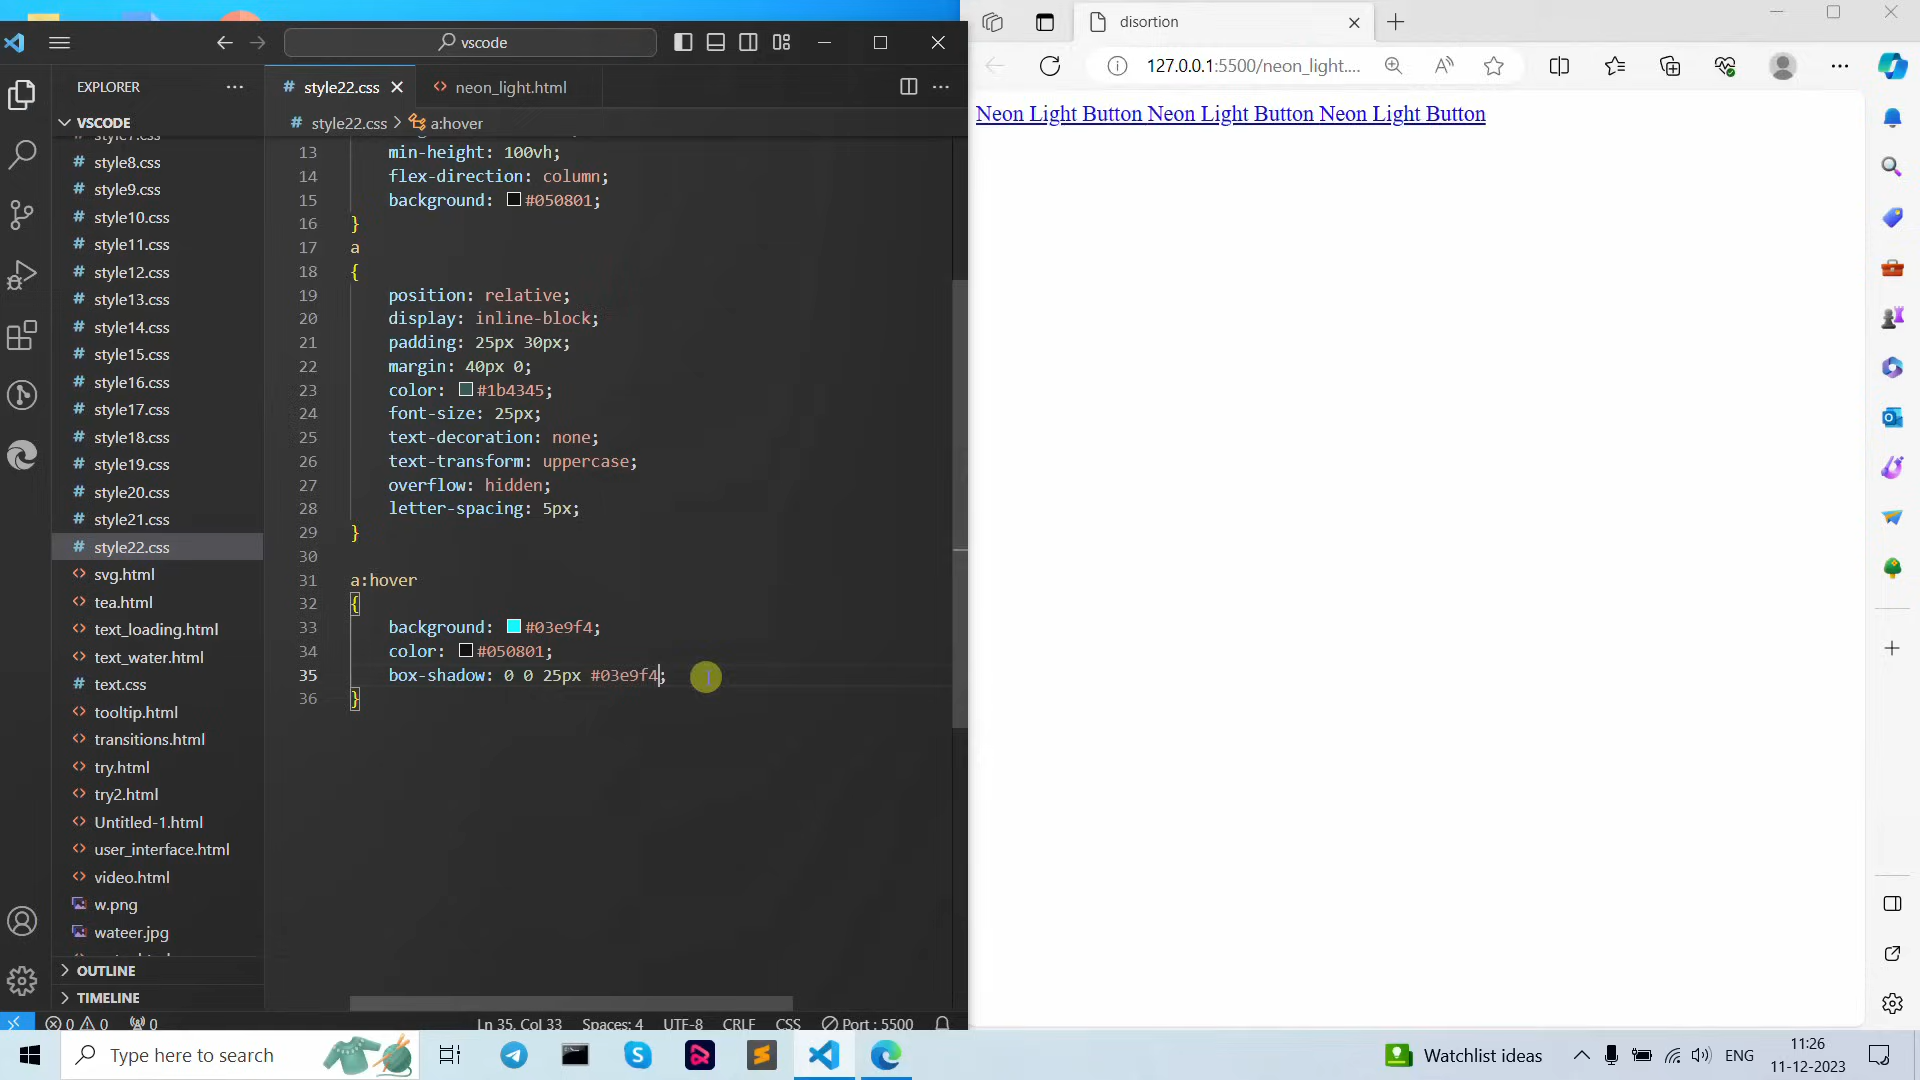 vscode
EXPLORER
VSCODE
style8.css
style9.css
style10.css
style11.css
style12.css
style13.css
style14.css
style15.css
style16.css
style17.css
style18.css
style19.css
style20.css
style21.css
style22.css
svg.html
tea.html
text_loading.html
text_water.html
text.css
tooltip.html
transitions.html
try.html
try2.html
Untitled-1.html
user_interface.html
video.html
w.png
wateer.jpg
OUTLINE
TIMELINE
# style22.css
<> neon_light.html
# style22.css > a:hover
13 min-height: 100vh;
14 flex-direction: column;
15 background: #050801;
16 }
17 a
18 {
19 position: relative;
20 display: inline-block;
21 padding: 25px 30px;
22 margin: 40px 0;
23 color: #1b4345;
24 font-size: 25px;
25 text-decoration: none;
26 text-transform: uppercase;
27 overflow: hidden;
28 letter-spacing: 5px;
29 }
30
31 a:hover
32 {
33 background: #03e9f4;
34 color: #050801;
35 box-shadow: 0 0 25px #03e9f4;
36 }
0 0 0 Ln 35, Col 33 Spaces: 4 UTF-8 CRLF CSS Port : 5500
disortion
127.0.0.1:5500/neon_light....
Neon Light Button Neon Light Button Neon Light Button
Type here to search
Watchlist ideas
ENG
11:26
11-12-2023